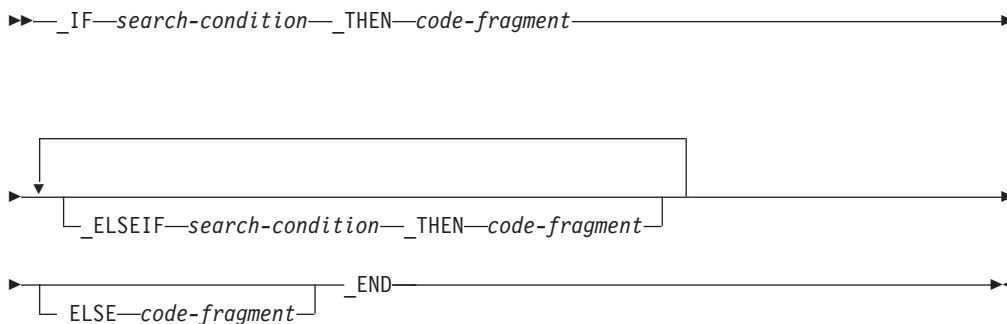 _IF search-condition _THEN code-fragment
_ELSEIF search-condition _THEN code-fragment
_END
ELSE code-fragment